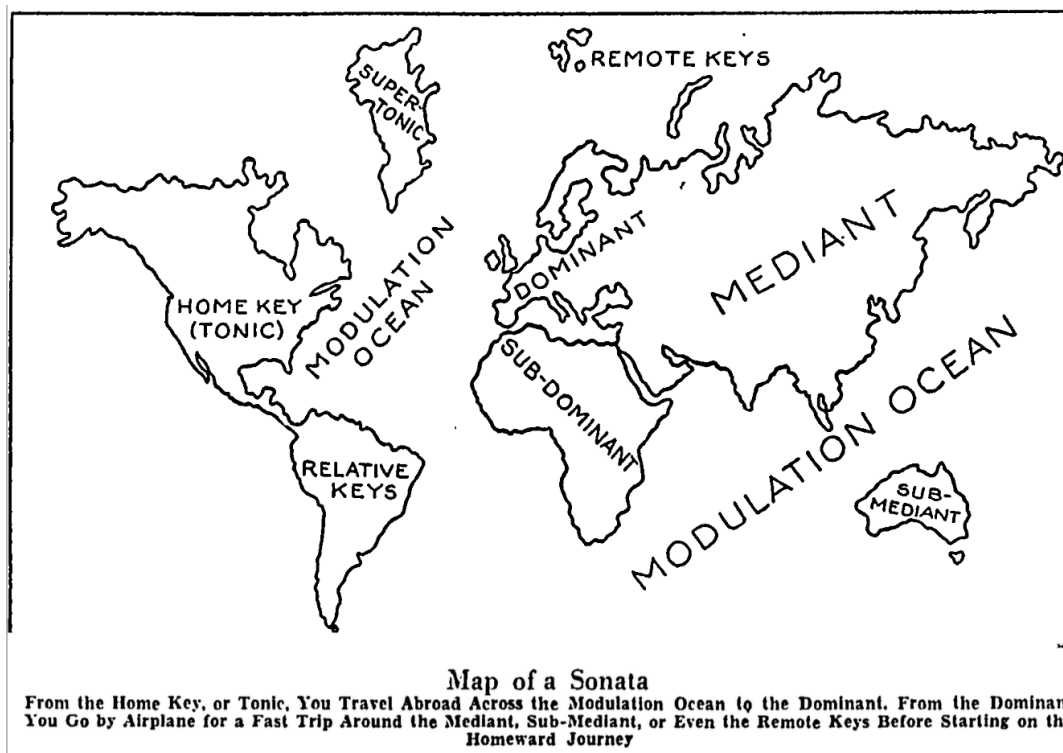 REMOTE KEYS
SUPER-
TONIC
MODULATION
OCEAN
DOMINANT
MEDIANT
HOME KEY
(TONIC)
SUB-DOMINANT
RELATIVE
KEYS
MODULATION OCEAN
SUB-
MEDIANT
Map of a Sonata
From the Home Key, or Tonic, You Travel Abroad Across the Modulation Ocean to the Dominant. From the Dominan
You Go by Airplane for a Fast Trip Around the Mediant, Sub-Mediant, or Even the Remote Keys Before Starting on th
Homeward Journey